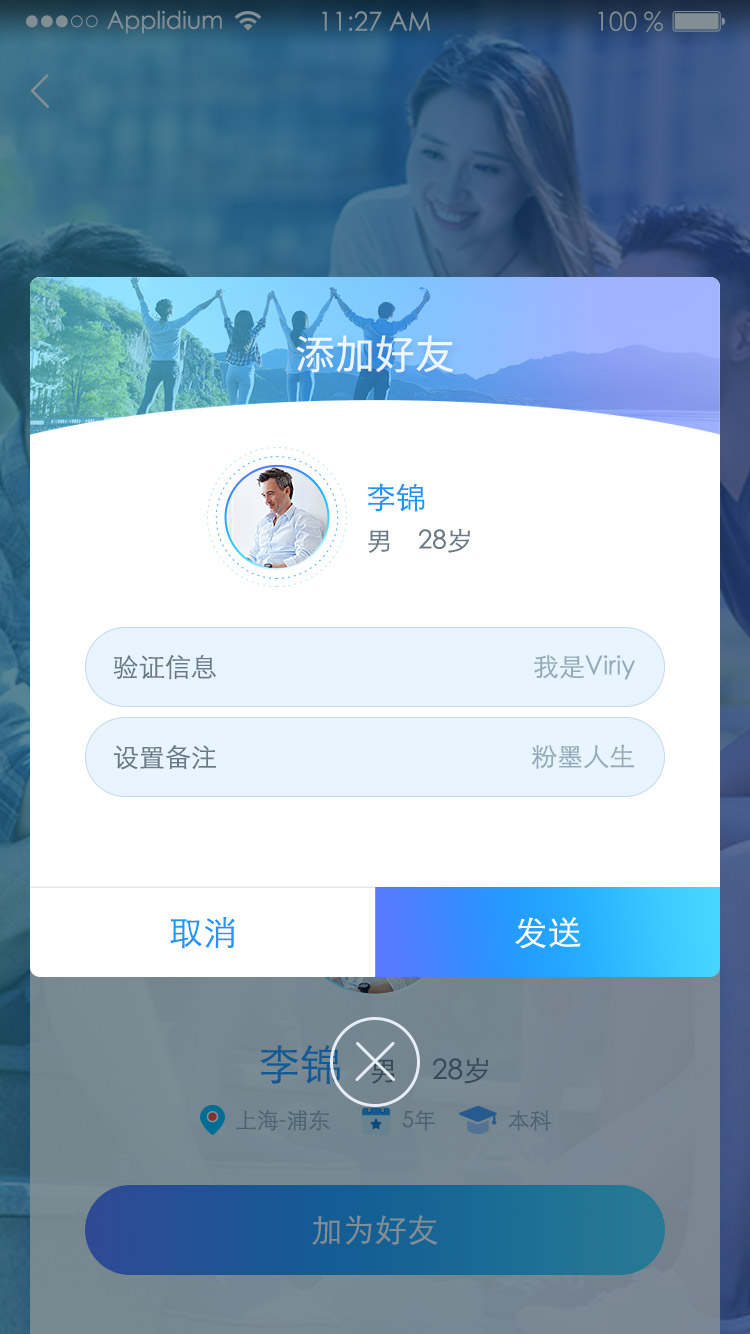 Applidium 11:27 AM 100 %
添加好友
李锦
男 28岁
验证信息 我是Viriy
设置备注 粉墨人生
取消 发送
李锦 男 28岁
上海-浦东 5年 本科
加为好友